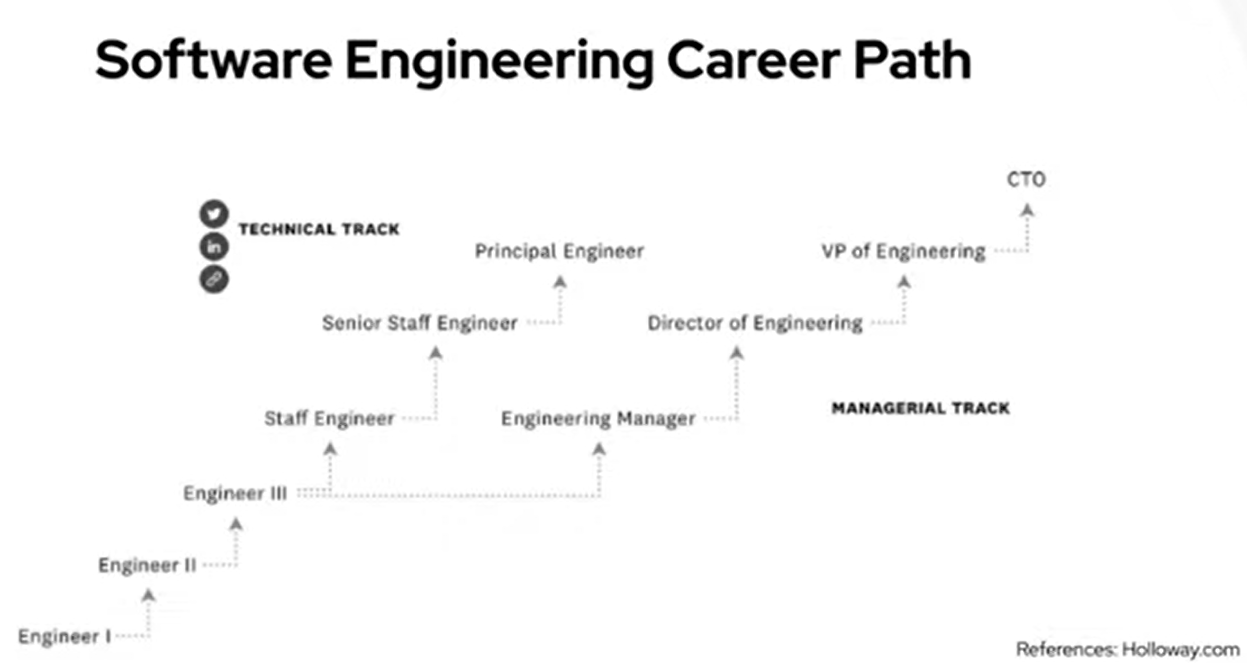 Software Engineering Career Path
CTO
TECHNICAL TRACK
in
Principal Engineer
VP of Engineering
Senior Staff Engineer
Director of Engineering
MANAGERIAL TRACK
Staff Engineer
Engineering Manager
Engineer III
Engineer II
Engineer I
References: Holloway.com